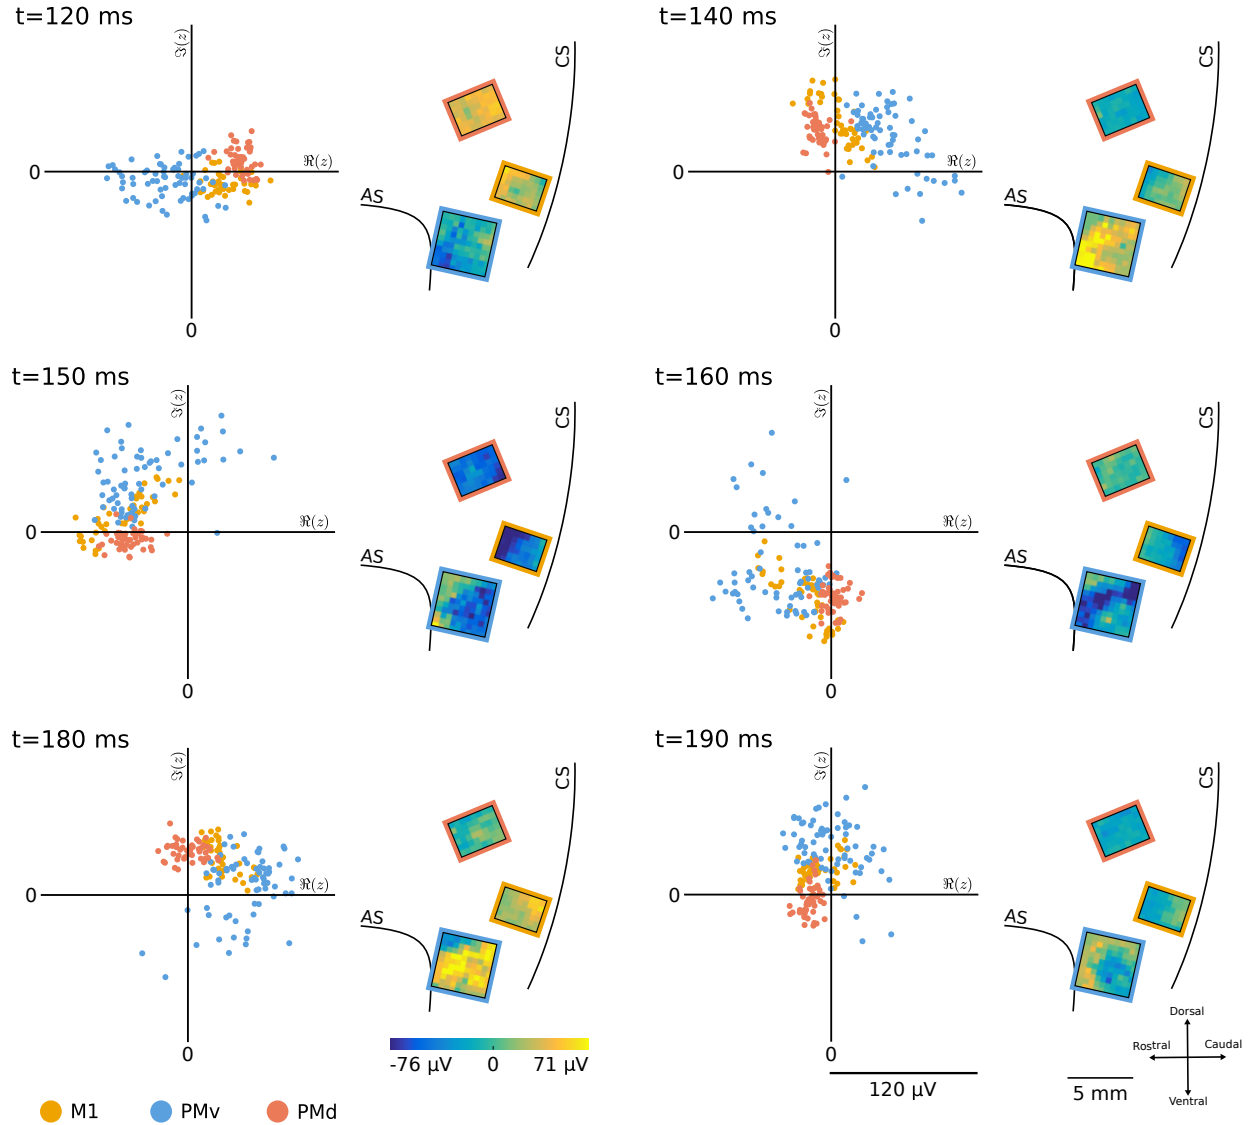 t=120 ms
ℑ(z)
ℜ(z)
0
0
AS
CS
t=140 ms
ℑ(z)
ℜ(z)
0
0
AS
CS
t=150 ms
ℑ(z)
ℜ(z)
0
0
AS
CS
t=160 ms
ℑ(z)
ℜ(z)
0
0
AS
CS
t=180 ms
ℑ(z)
ℜ(z)
0
0
AS
CS
t=190 ms
ℑ(z)
ℜ(z)
0
0
AS
CS
-76 μV 0 71 μV
120 μV
5 mm
Dorsal
Rostral Caudal
Ventral
M1 PMv PMd